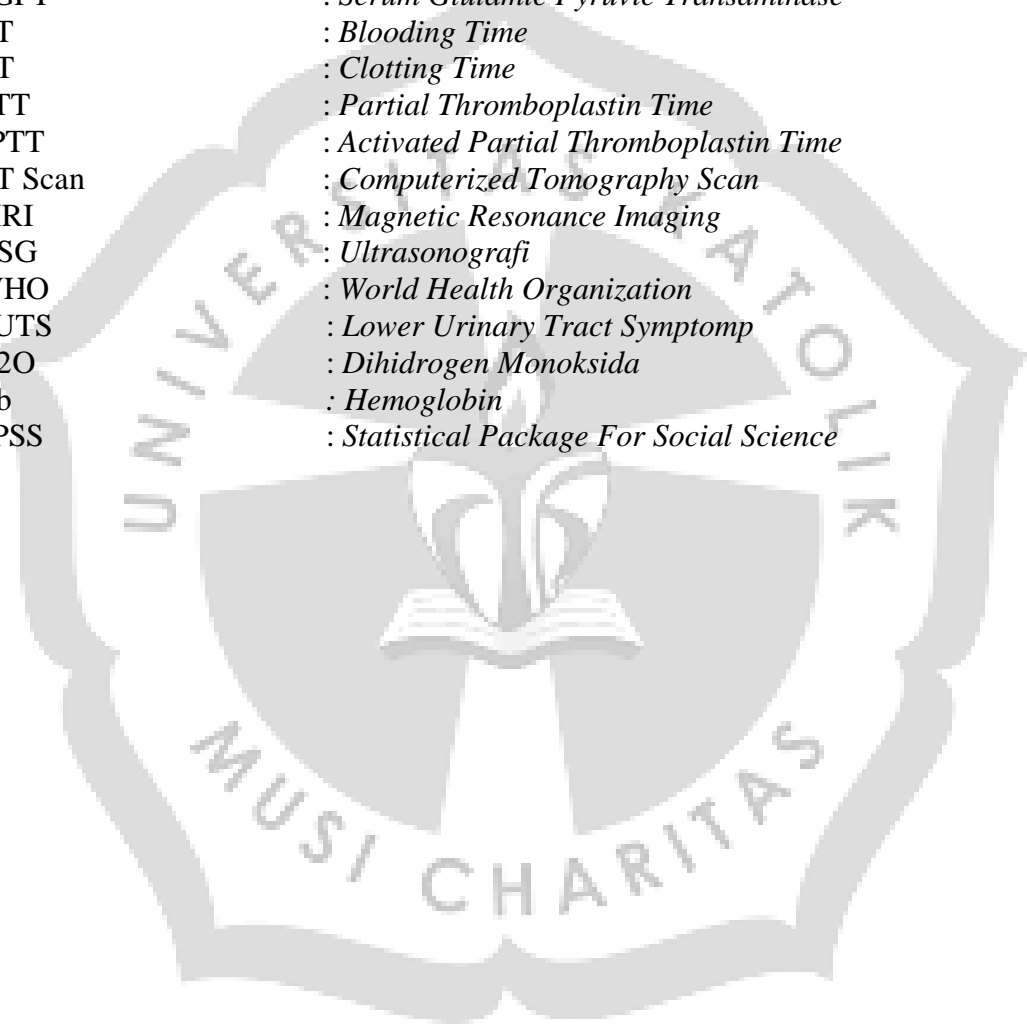 : Serum Glutamic Pyruvic Transaminase
T : Blooding Time
T : Clotting Time
TT : Partial Thromboplastin Time
PTT : Activated Partial Thromboplastin Time
T Scan : Computerized Tomography Scan
RI : Magnetic Resonance Imaging
SG : Ultrasonografi
HO : World Health Organization
UTS : Lower Urinary Tract Symptomp
2O : Dihidrogen Monoksida
b : Hemoglobin
PSS : Statistical Package For Social Science
UNIVERSITAS KATOLIK
MUSI CHARITAS